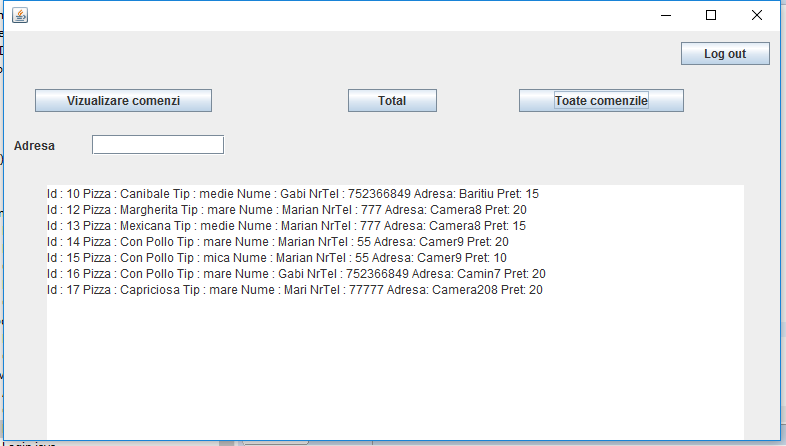 Log out
Vizualizare comenzi Total Toate comenzile
Adresa
Id : 10 Pizza : Canibale Tip : medie Nume : Gabi NrTel : 752366849 Adresa: Baritiu Pret: 15
Id : 12 Pizza : Margherita Tip : mare Nume : Marian NrTel : 777 Adresa: Camera8 Pret: 20
Id : 13 Pizza : Mexicana Tip : medie Nume : Marian NrTel : 777 Adresa: Camera8 Pret: 15
Id : 14 Pizza : Con Pollo Tip : mare Nume : Marian NrTel : 55 Adresa: Camer9 Pret: 20
Id : 15 Pizza : Con Pollo Tip : mica Nume : Marian NrTel : 55 Adresa: Camer9 Pret: 10
Id : 16 Pizza : Con Pollo Tip : mare Nume : Gabi NrTel : 752366849 Adresa: Camin7 Pret: 20
Id : 17 Pizza : Capriciosa Tip : mare Nume : Mari NrTel : 77777 Adresa: Camera208 Pret: 20